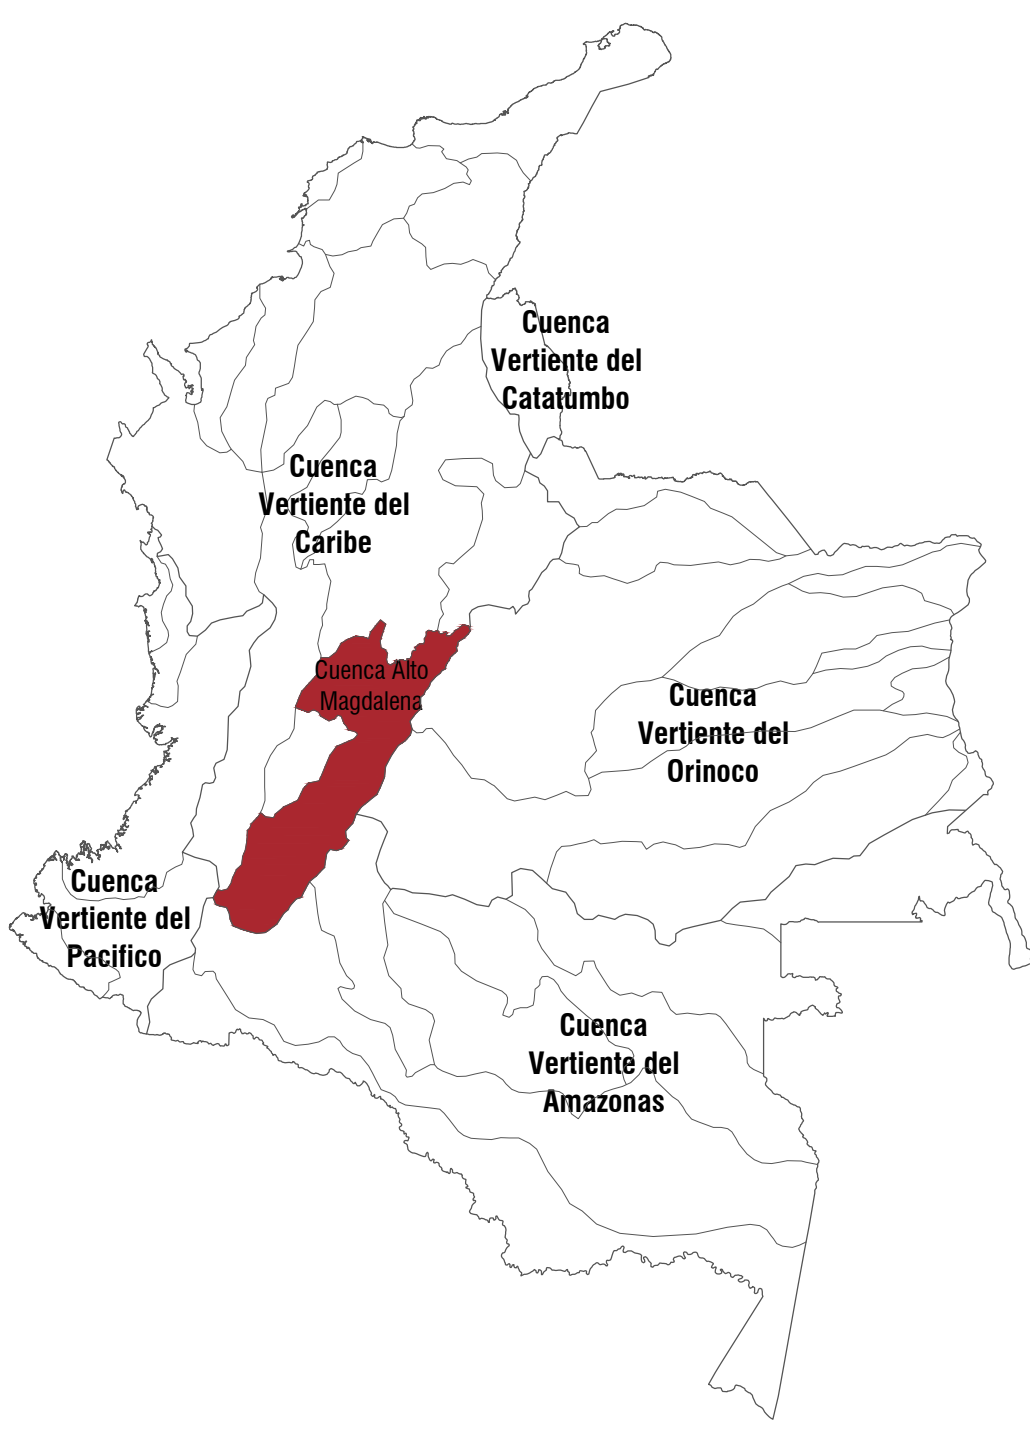 Cuenca
Vertiente del
Catatumbo
Cuenca
Vertiente del
Caribe
Cuenca Alto
Magdalena
Cuenca
Vertiente del
Orinoco
Cuenca
Vertiente del
Pacifico
Cuenca
Vertiente del
Amazonas